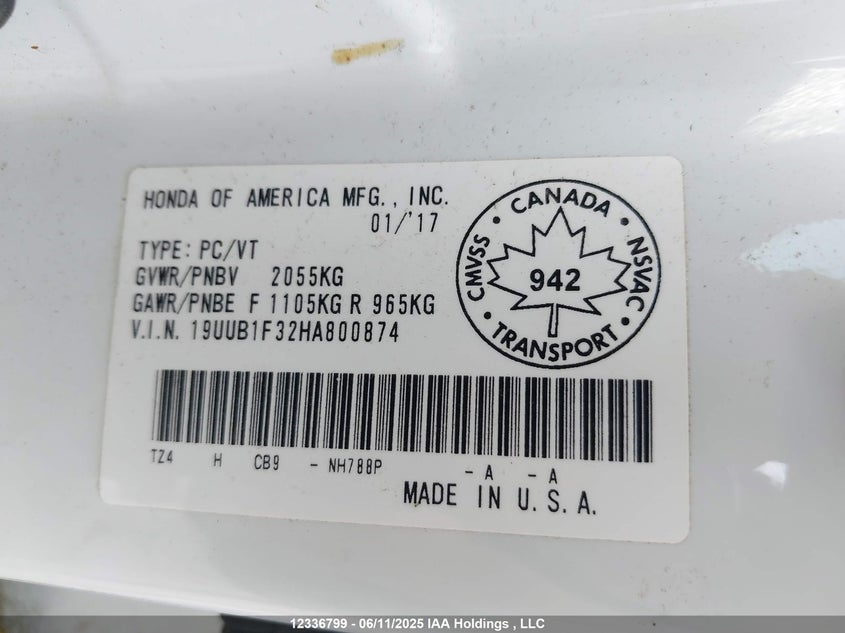 HONDA OF AMERICA MFG., INC.
01/'17
TYPE: PC/VT
GVWR/PNBV 2055KG
GAWR/PNBE F 1105KG R 965KG
V.I.N. 19UUB1F32HA800874
CANADA
CMVSS
NSVAC
942
TRANSPORT
TZ4 H CB9 - NH788P - A - A
MADE IN U.S.A.
12336799 - 06/11/2025 IAA Holdings , LLC